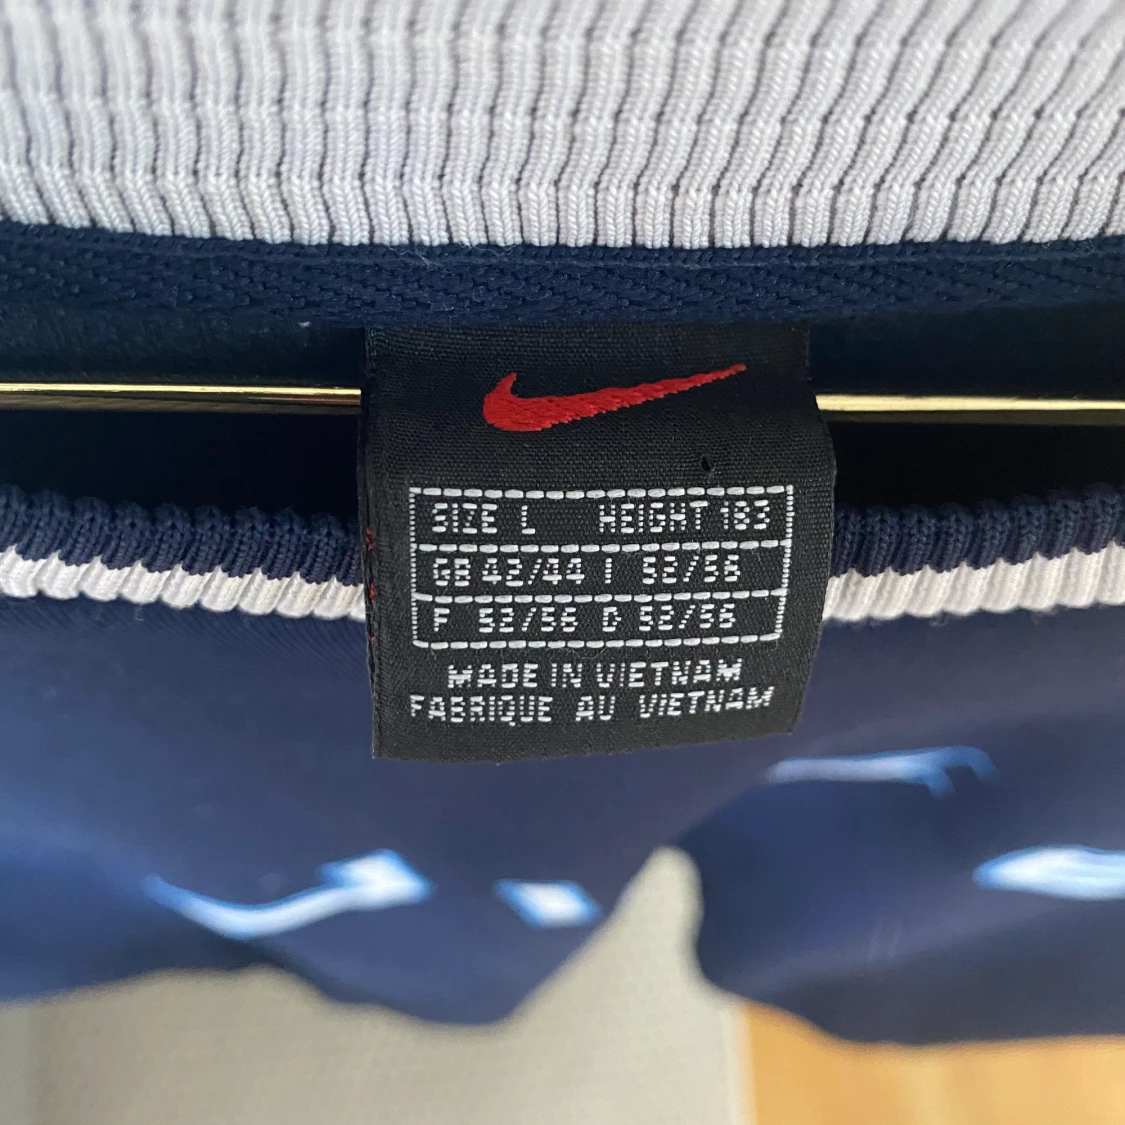 SIZE L HEIGHT 183
GB 42/44 I 52/56
F 52/56 D 52/56
MADE IN VIETNAM
FABRIQUE AU VIETNAM